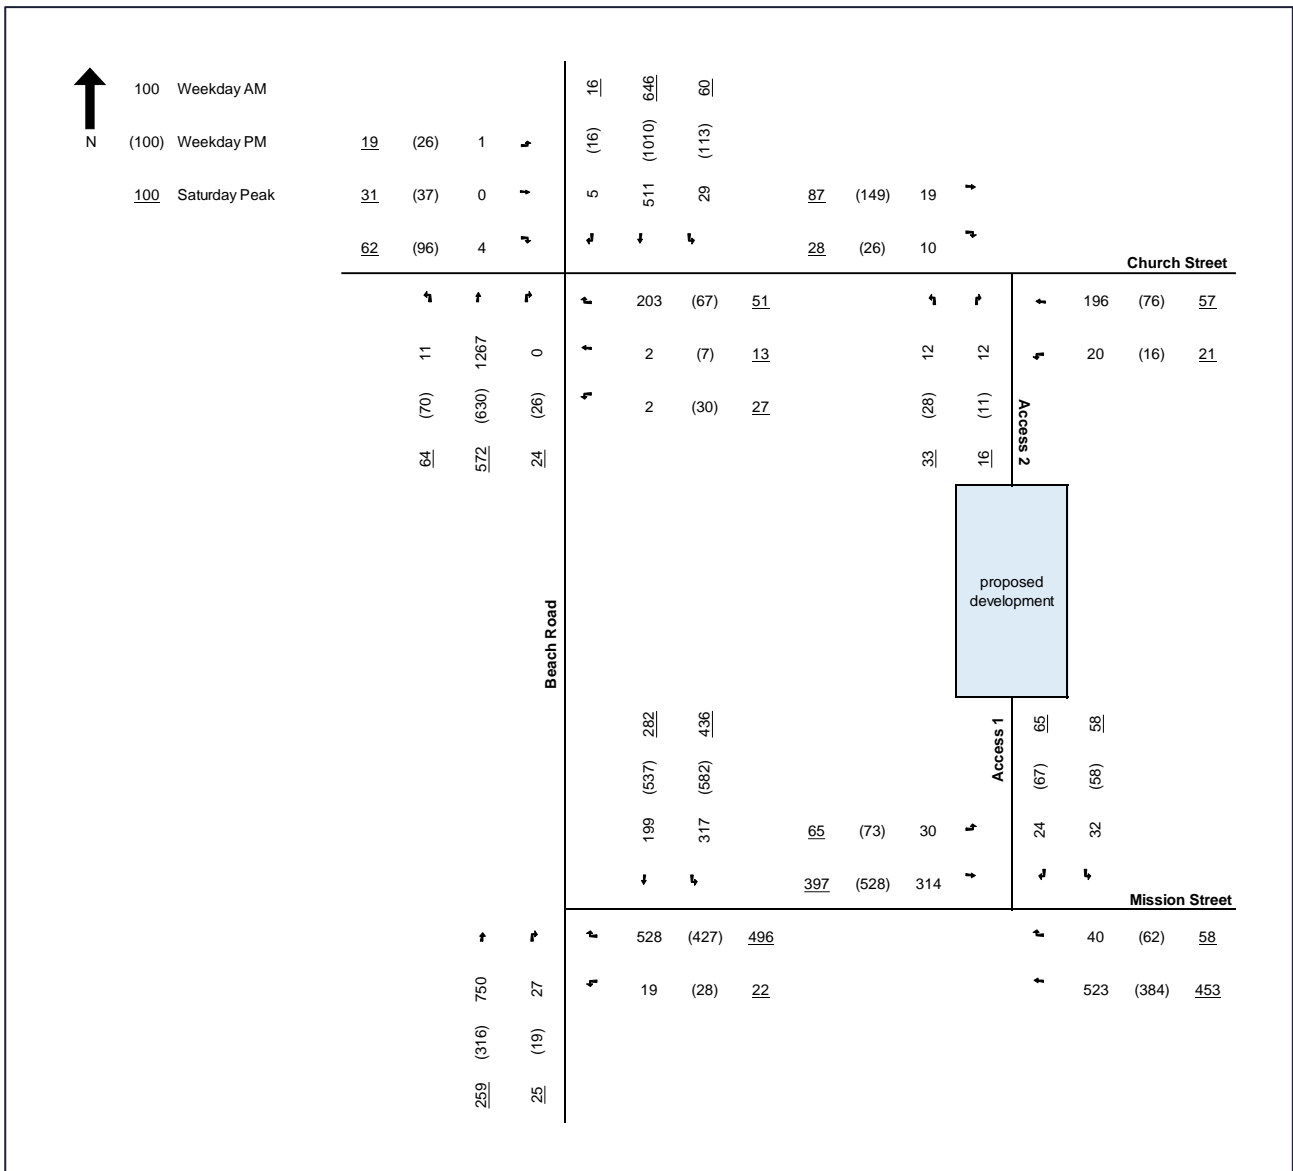 16 646 60
100 Weekday AM
(16) (1010) (113)
N (100) Weekday PM 19 (26) 1
100 Saturday Peak 31 (37) 0 5 511 29 87 (149) 19
62 (96) 4 28 (26) 10
Church Street
203 (67) 51 196 (76) 57
11 1267 0 2 (7) 13 12 12 20 (16) 21
(70) (630) (26) 2 (30) 27 (28) (11)
Access 2
64 572 24 33 16
proposed
development
Beach Road
282 436 Access 1 65 58
(537) (582) (67) (58)
199 317 65 (73) 30 24 32
397 (528) 314
Mission Street
528 (427) 496 40 (62) 58
750 27 19 (28) 22 523 (384) 453
(316) (19)
259 25